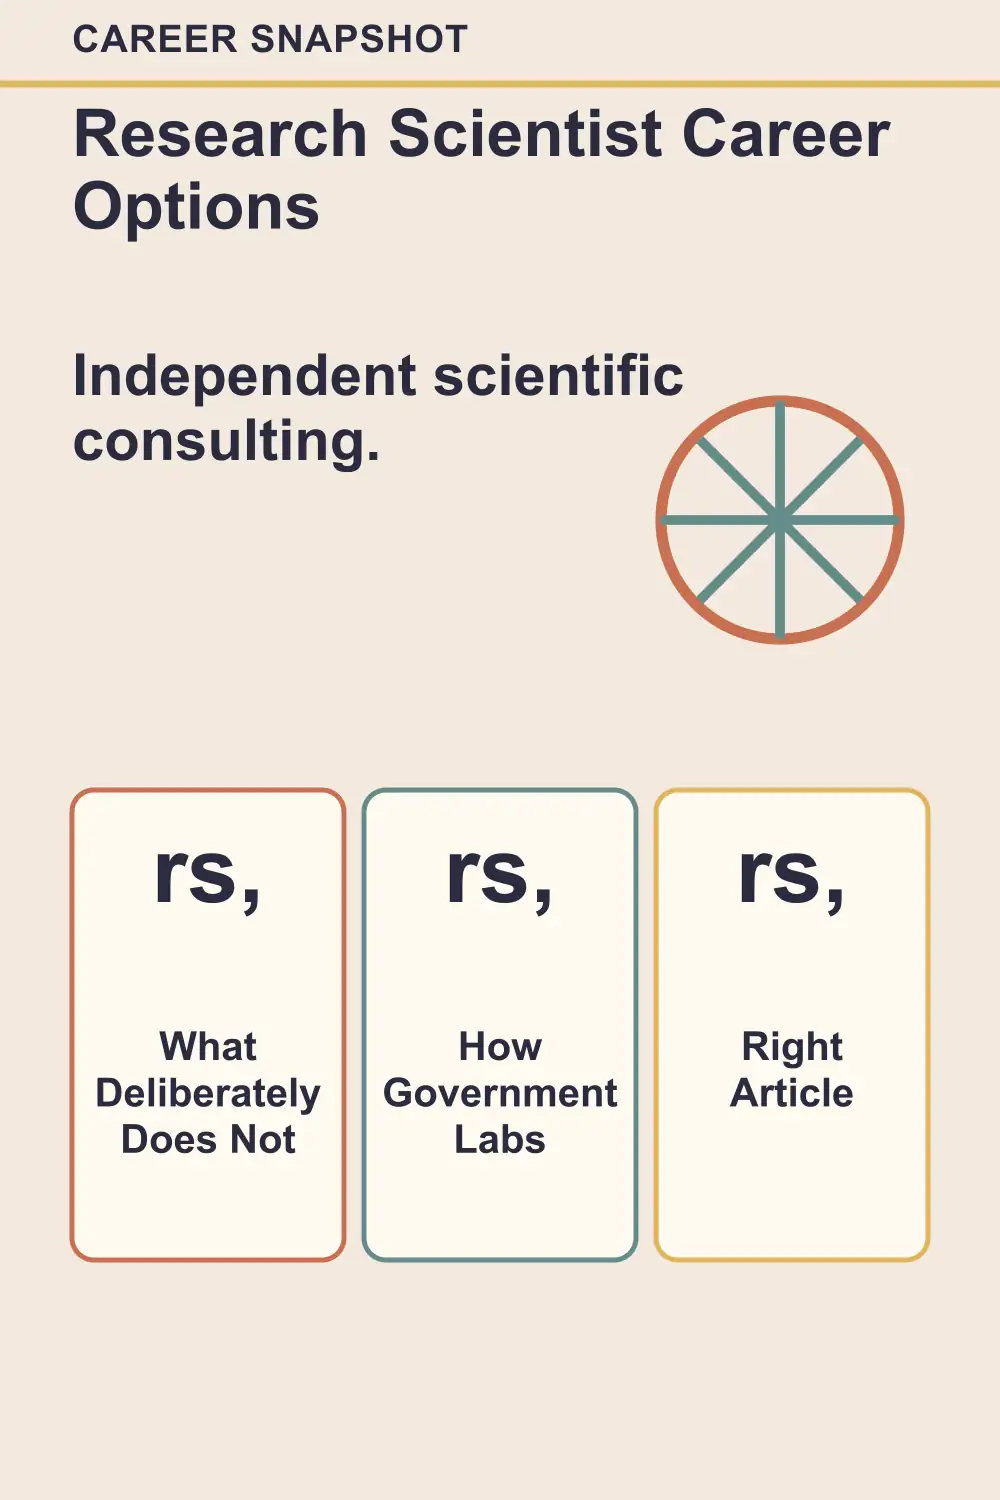 CAREER SNAPSHOT
Research Scientist Career
Options
Independent scientific
consulting.
rs,
What
Deliberately
Does Not
rs,
How
Government
Labs
rs,
Right
Article